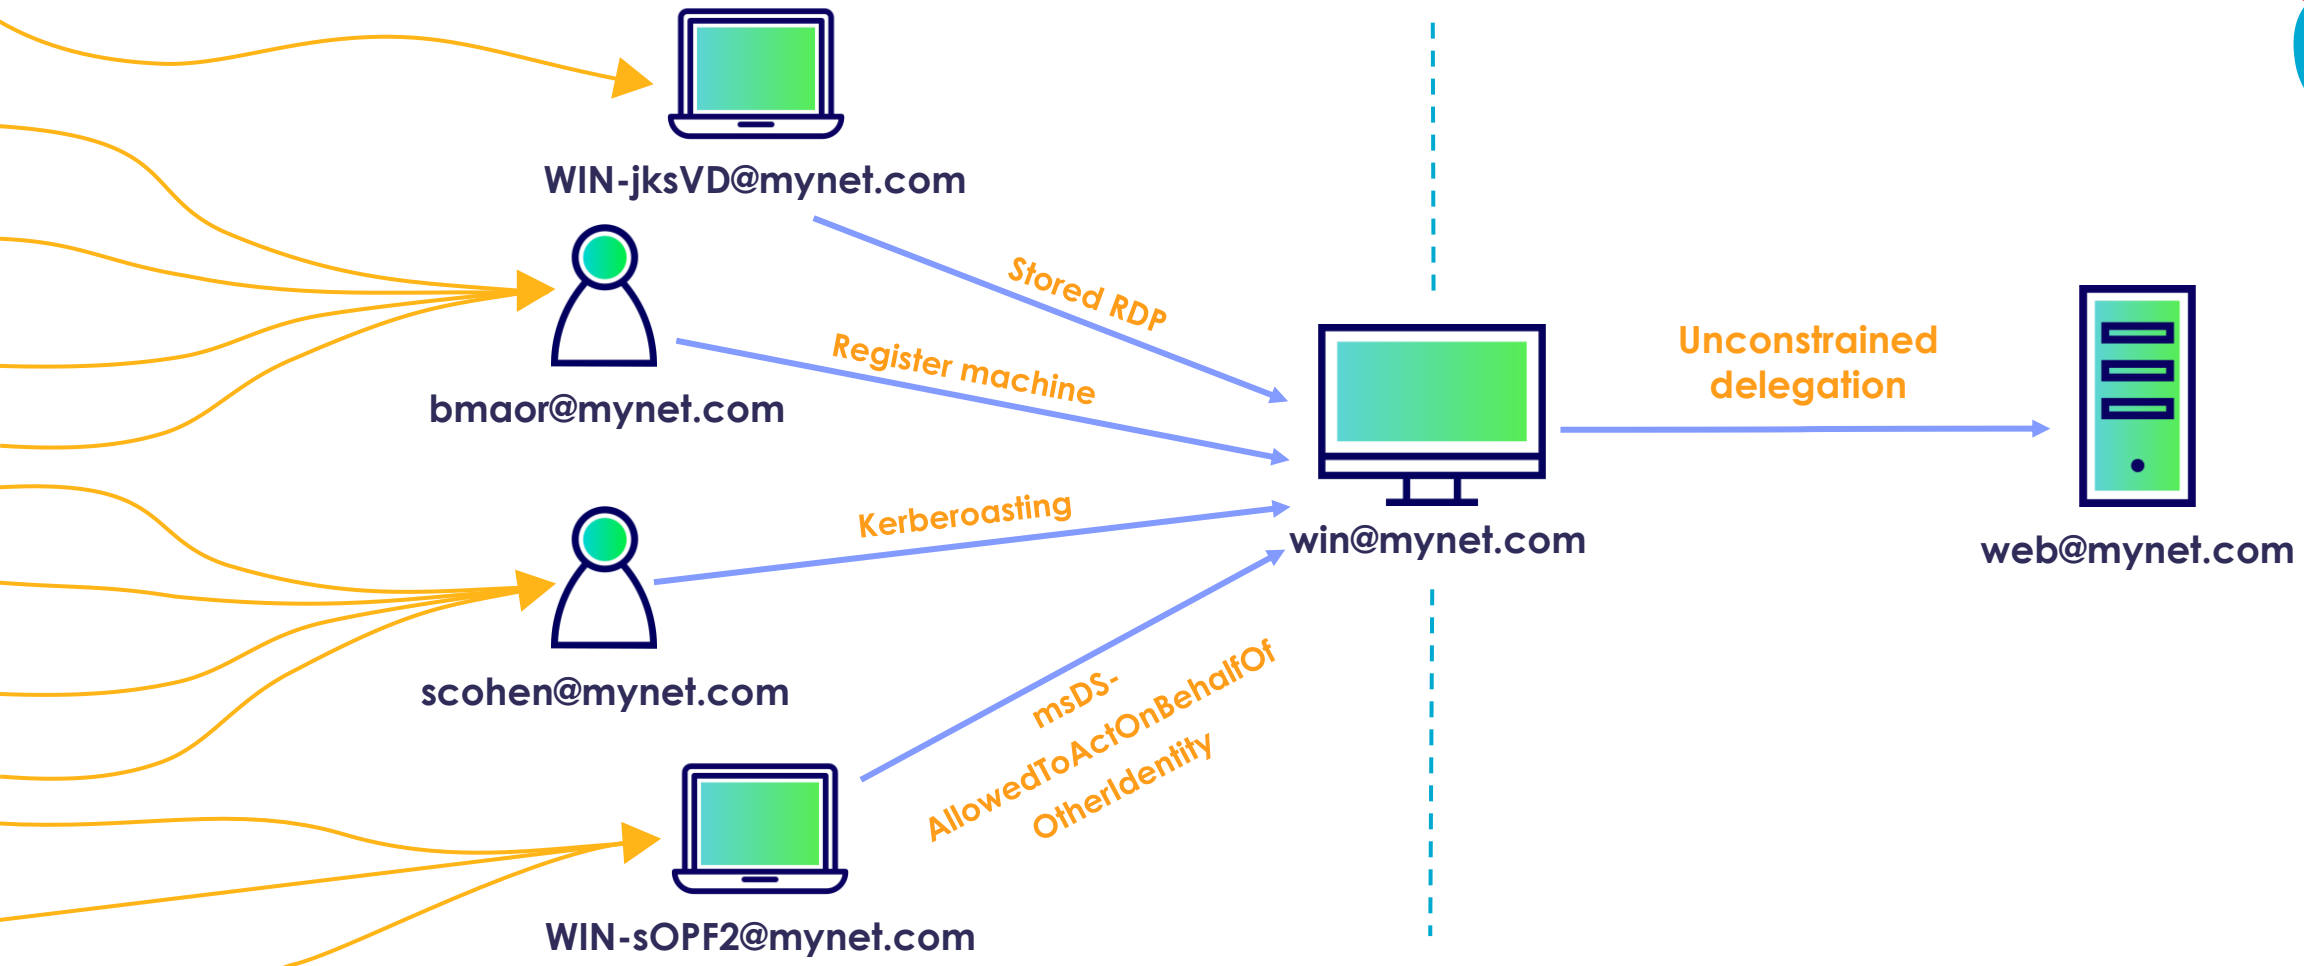 WIN-jksVD@mynet.com
Stored RDP
Register machine
bmaor@mynet.com
Unconstrained
delegation
Kerberoasting
win@mynet.com
web@mynet.com
scohen@mynet.com
msDS-
AllowedToActOnBehalfOf
OtherIdentity
WIN-sOPF2@mynet.com